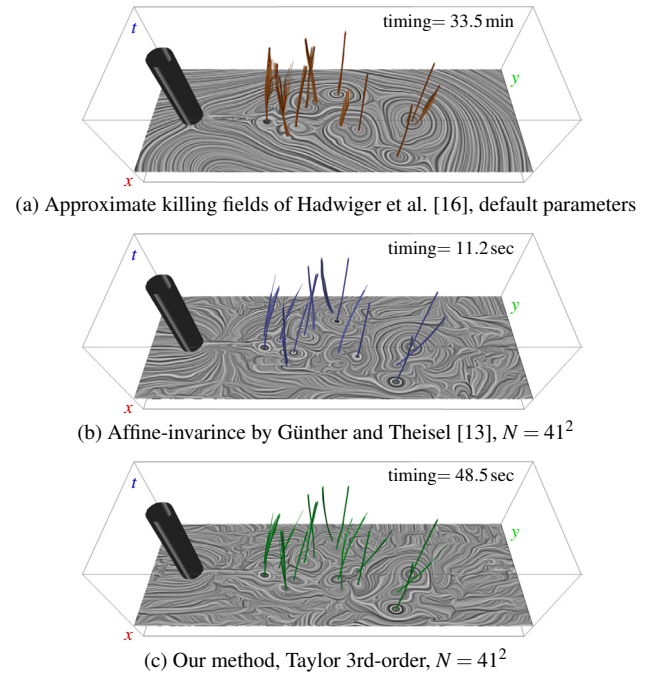 timing= 33.5 min
t
y
x
(a) Approximate killing fields of Hadwiger et al. [16], default parameters
timing= 11.2 sec
t
y
x
(b) Affine-invarince by Günther and Theisel [13], N = 41²
timing= 48.5 sec
t
y
x
(c) Our method, Taylor 3rd-order, N = 41²